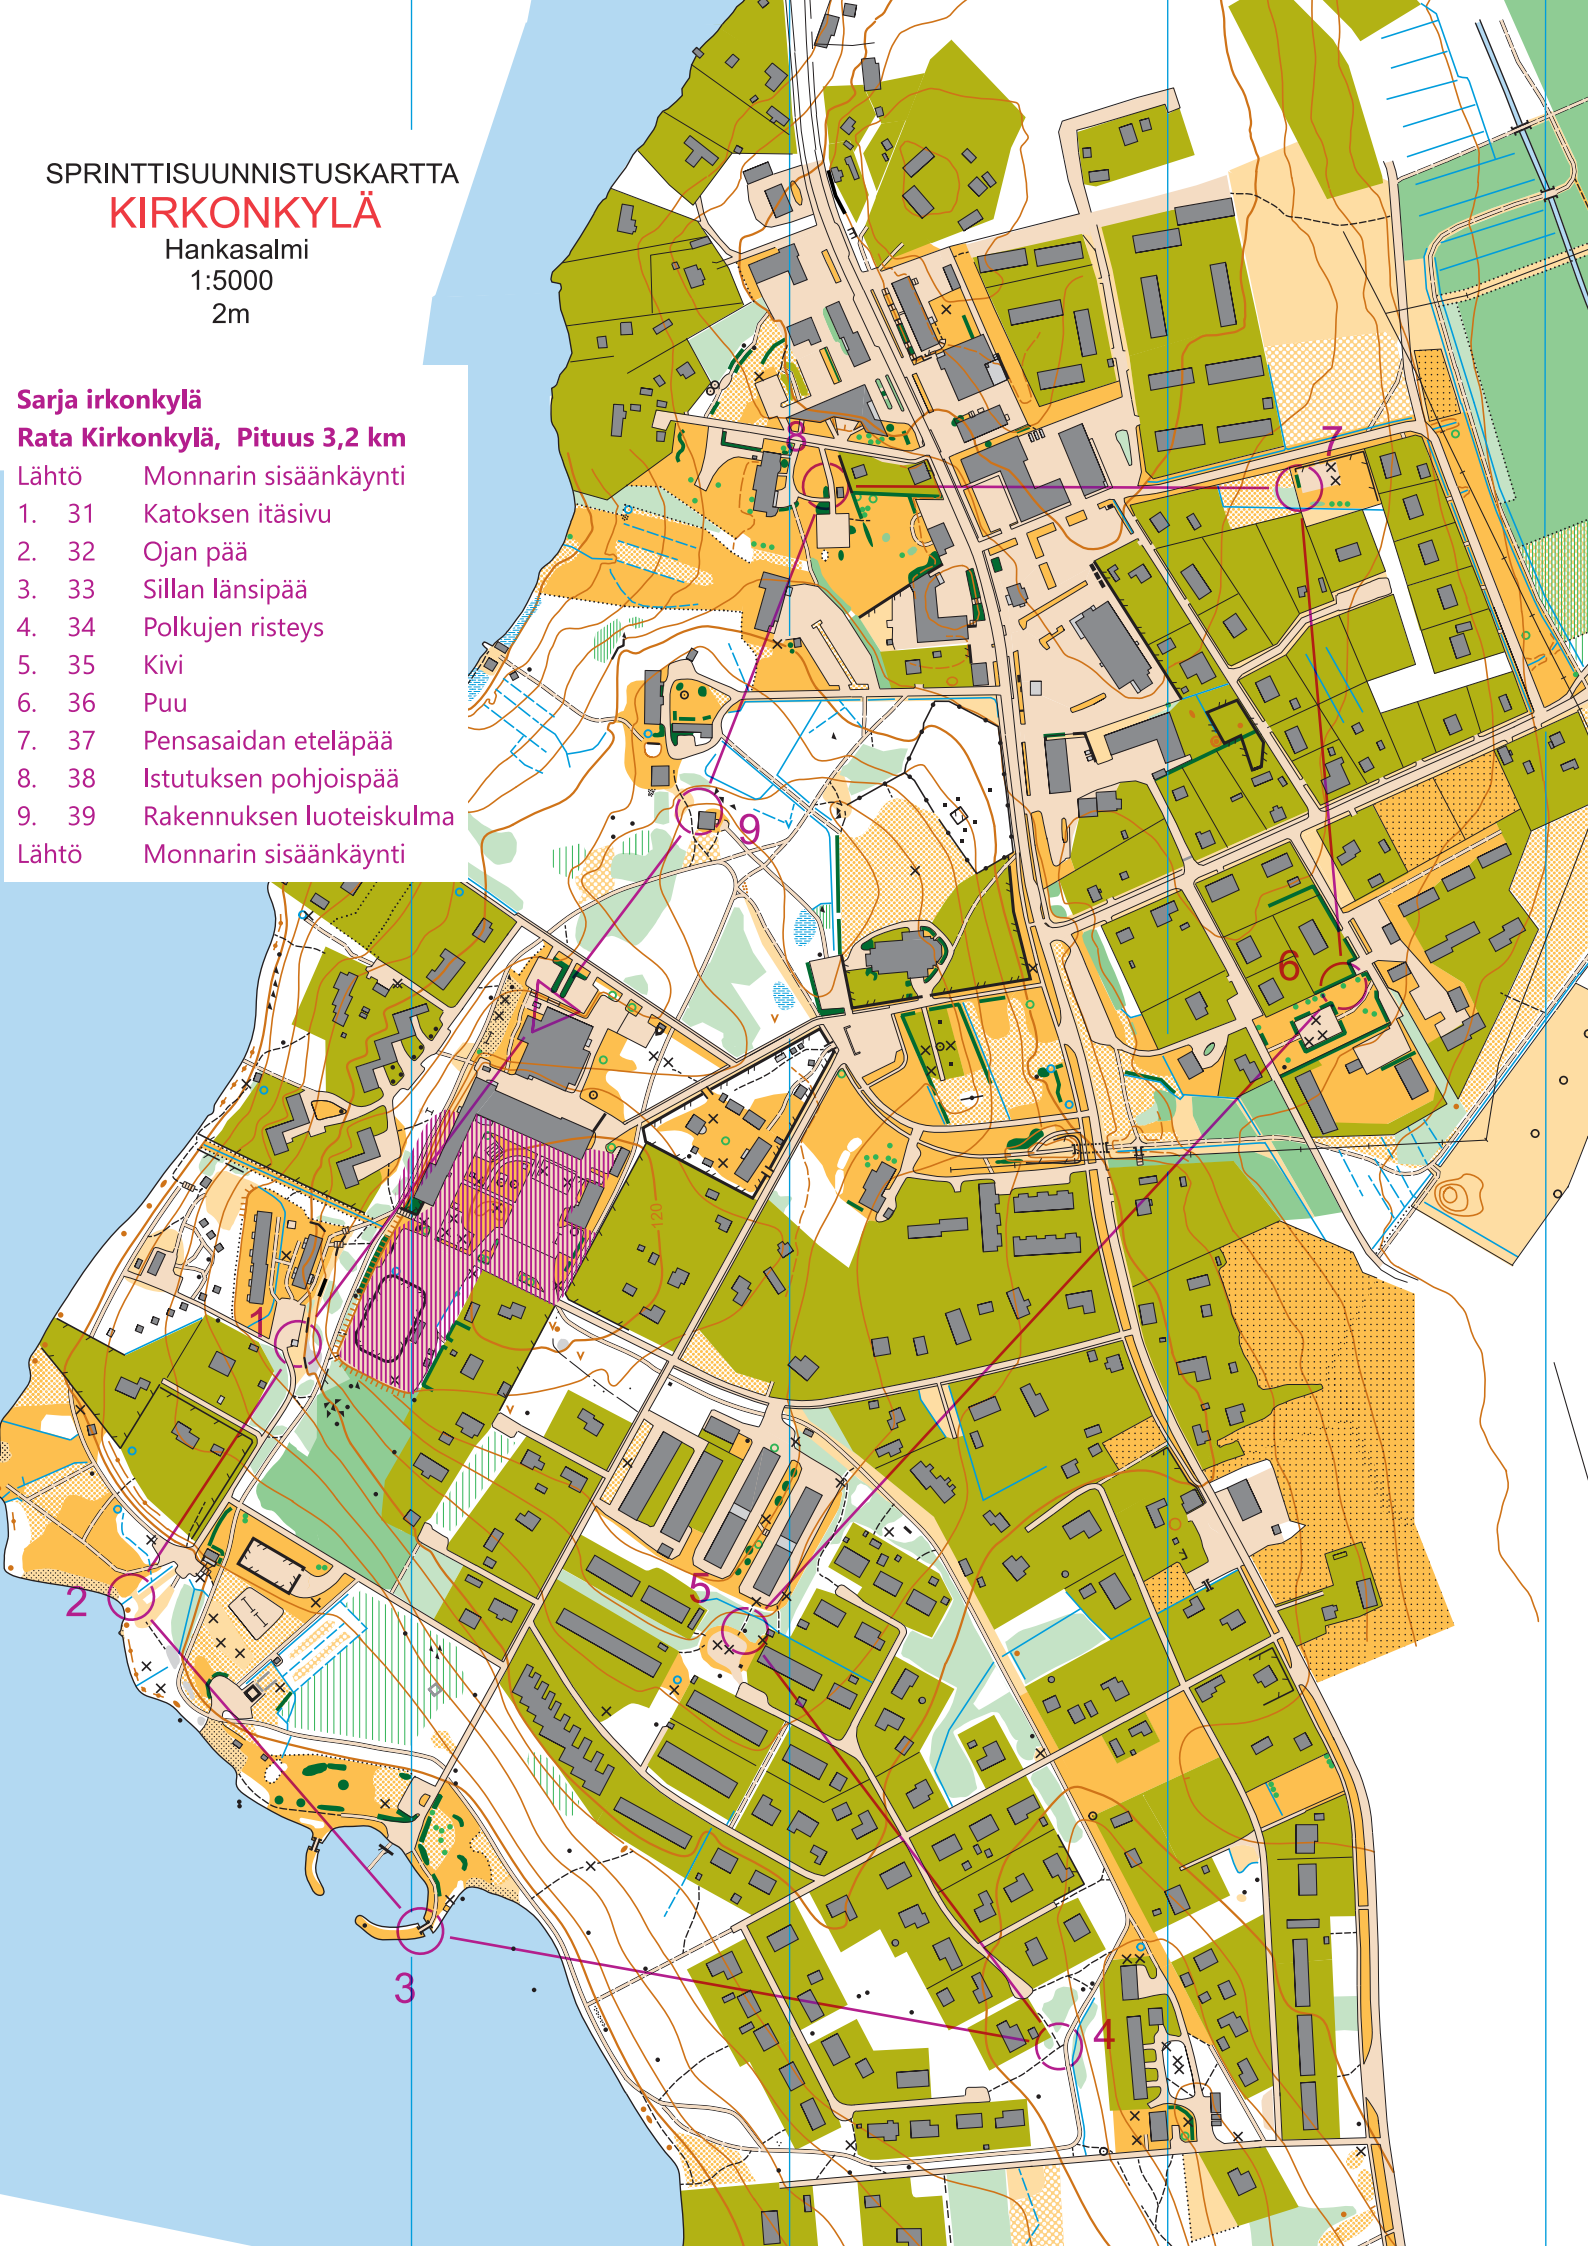 SPRINTTISUUNNISTUSKARTTA
KIRKONKYLÄ
Hankasalmi
1:5000
2m
Sarja irkonkylä
Rata Kirkonkylä, Pituus 3,2 km
Lähtö Monnarin sisäänkäynti
1. 31 Katoksen itäsivu
2. 32 Ojan pää
3. 33 Sillan länsipää
4. 34 Polkujen risteys
5. 35 Kivi
6. 36 Puu
7. 37 Pensasaidan eteläpää
8. 38 Istutuksen pohjoispää
9. 39 Rakennuksen luoteiskulma
Lähtö Monnarin sisäänkäynti
8
7
9
6
120
1
5
2
3
4